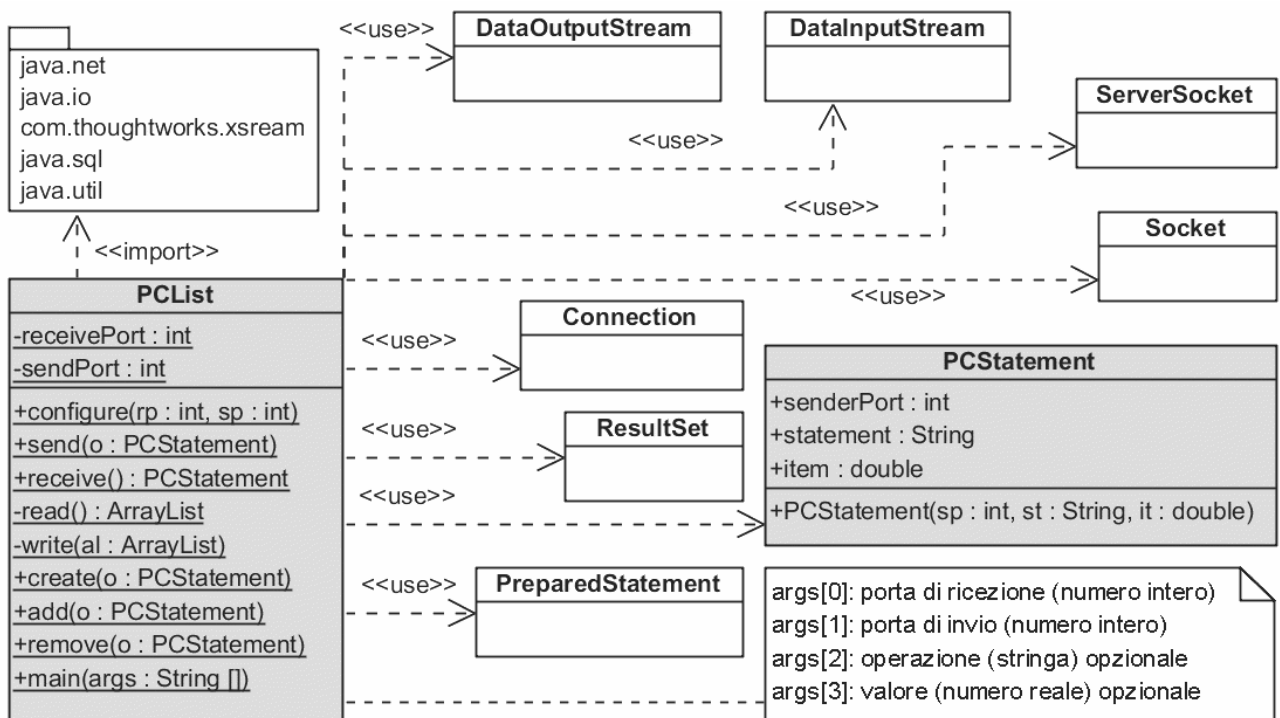 <<use>>
DataOutputStream
DataInputStream
java.net
java.io
com.thoughtworks.xsream
java.sql
java.util
ServerSocket
<<use>>
<<use>>
Socket
<<import>>
<<use>>
PCList
-receivePort : int
-sendPort : int
+configure(rp : int, sp : int)
+send(o : PCStatement)
+receive() : PCStatement
-read() : ArrayList
-write(al : ArrayList)
+create(o : PCStatement)
+add(o : PCStatement)
+remove(o : PCStatement)
+main(args : String [])
<<use>>
Connection
<<use>>
ResultSet
<<use>>
PCStatement
+senderPort : int
+statement : String
+item : double
+PCStatement(sp : int, st : String, it : double)
<<use>>
PreparedStatement
args[0]: porta di ricezione (numero intero)
args[1]: porta di invio (numero intero)
args[2]: operazione (stringa) opzionale
args[3]: valore (numero reale) opzionale